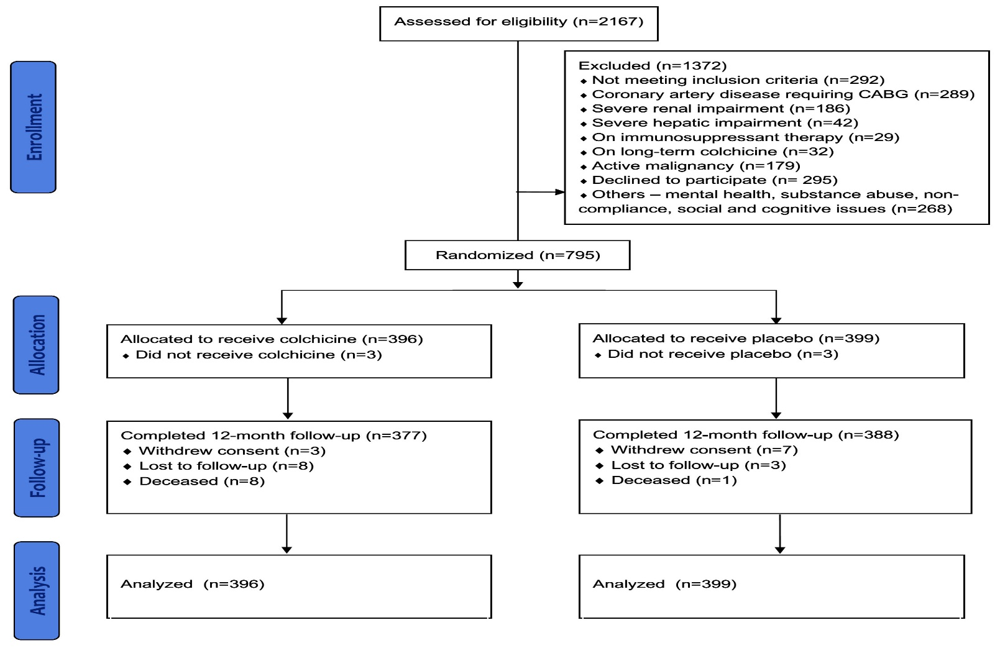 Assessed for eligibility (n=2167)
Enrollment
Excluded (n=1372)
◆ Not meeting inclusion criteria (n=292)
◆ Coronary artery disease requiring CABG (n=289)
◆ Severe renal impairment (n=186)
◆ Severe hepatic impairment (n=42)
◆ On immunosuppressant therapy (n=29)
◆ On long-term colchicine (n=32)
◆ Active malignancy (n=179)
◆ Declined to participate (n= 295)
◆ Others – mental health, substance abuse, non-
compliance, social and cognitive issues (n=268)
Randomized (n=795)
Allocation
Allocated to receive colchicine (n=396)
◆ Did not receive colchicine (n=3)
Allocated to receive placebo (n=399)
◆ Did not receive placebo (n=3)
Follow-up
Completed 12-month follow-up (n=377)
◆ Withdrew consent (n=3)
◆ Lost to follow-up (n=8)
◆ Deceased (n=8)
Completed 12-month follow-up (n=388)
◆ Withdrew consent (n=7)
◆ Lost to follow-up (n=3)
◆ Deceased (n=1)
Analysis
Analyzed (n=396)
Analyzed (n=399)